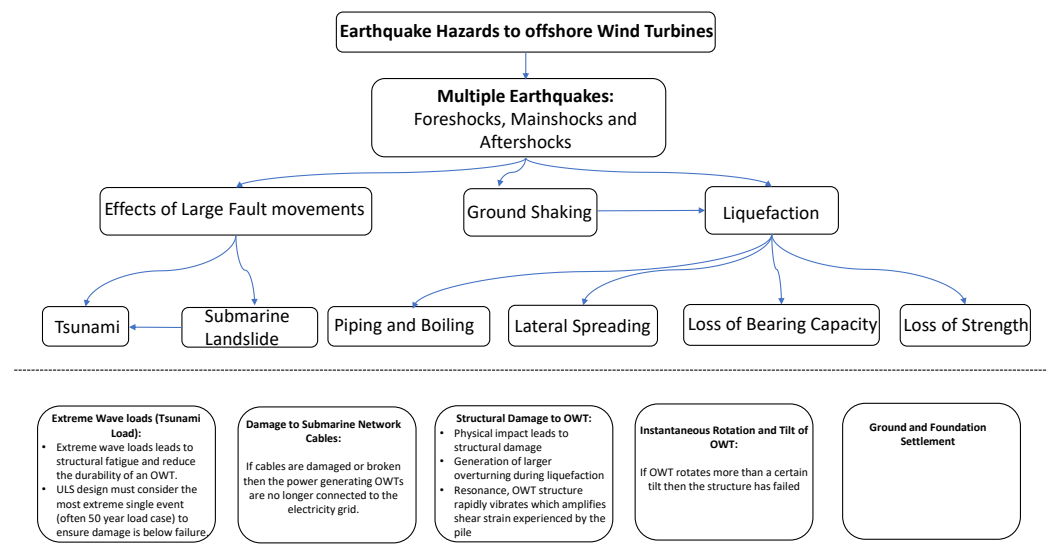 Earthquake Hazards to offshore Wind Turbines
Multiple Earthquakes:
Foreshocks, Mainshocks and
Aftershocks
Effects of Large Fault movements
Ground Shaking
Liquefaction
Tsunami
Submarine
Landslide
Piping and Boiling
Lateral Spreading
Loss of Bearing Capacity
Loss of Strength
Extreme Wave loads (Tsunami
Load):
• Extreme wave loads leads to
structural fatigue and reduce
the durability of an OWT.
• ULS design must consider the
most extreme single event
(often 50 year load case) to
ensure damage is below failure.
Damage to Submarine Network
Cables:
If cables are damaged or broken
then the power generating OWTs
are no longer connected to the
electricity grid.
Structural Damage to OWT:
• Physical impact leads to
structural damage
• Generation of larger
overturning during liquefaction
• Resonance, OWT structure
rapidly vibrates which amplifies
shear strain experienced by the
pile
Instantaneous Rotation and Tilt of
OWT:
If OWT rotates more than a certain
tilt then the structure has failed
Ground and Foundation
Settlement